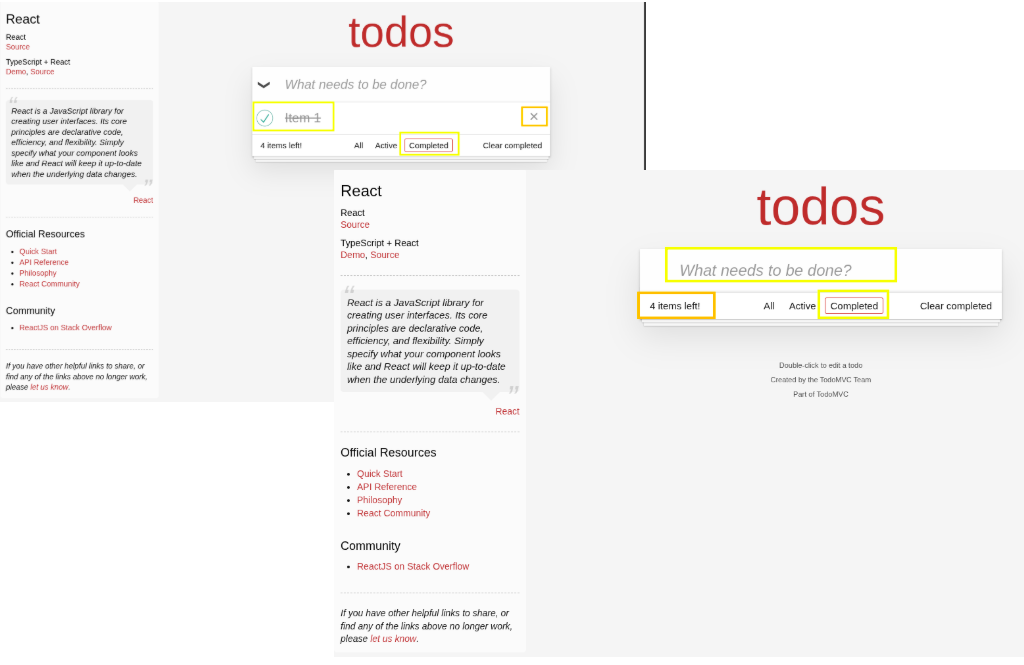 React
React
Source
TypeScript + React
Demo, Source
“
React is a JavaScript library for
creating user interfaces. Its core
principles are declarative code,
efficiency, and flexibility. Simply
specify what your component looks
like and React will keep it up-to-date
when the underlying data changes.
”
React
Official Resources
• Quick Start
• API Reference
• Philosophy
• React Community
Community
• ReactJS on Stack Overflow
If you have other helpful links to share, or
find any of the links above no longer work,
please let us know.
todos
What needs to be done?
Item 1
4 items left! All Active Completed Clear completed
React
React
Source
TypeScript + React
Demo, Source
“
React is a JavaScript library for
creating user interfaces. Its core
principles are declarative code,
efficiency, and flexibility. Simply
specify what your component looks
like and React will keep it up-to-date
when the underlying data changes.
”
React
Official Resources
• Quick Start
• API Reference
• Philosophy
• React Community
Community
• ReactJS on Stack Overflow
If you have other helpful links to share, or
find any of the links above no longer work,
please let us know.
todos
What needs to be done?
4 items left! All Active Completed Clear completed
Double-click to edit a todo
Created by the TodoMVC Team
Part of TodoMVC